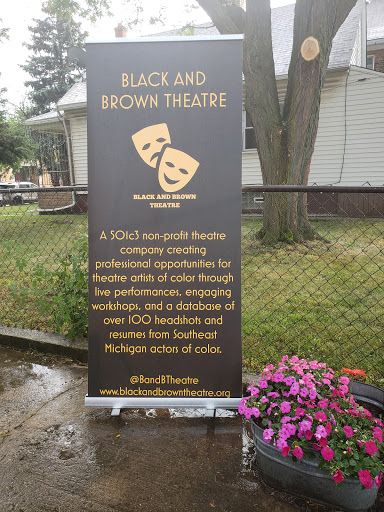 BLACK AND
BROWN THEATRE
BLACK AND BROWN
THEATRE
A 501c3 non-profit theatre
company creating
professional opportunities for
theatre artists of color through
live performances, engaging
workshops, and a database of
over 100 headshots and
resumes from Southeast
Michigan actors of color.
@BandBTheatre
www.blackandbrowntheatre.org